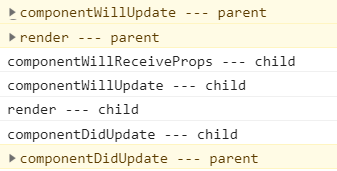 componentWillUpdate --- parent
render --- parent
componentWillReceiveProps --- child
componentWillUpdate --- child
render --- child
componentDidUpdate --- child
componentDidUpdate --- parent